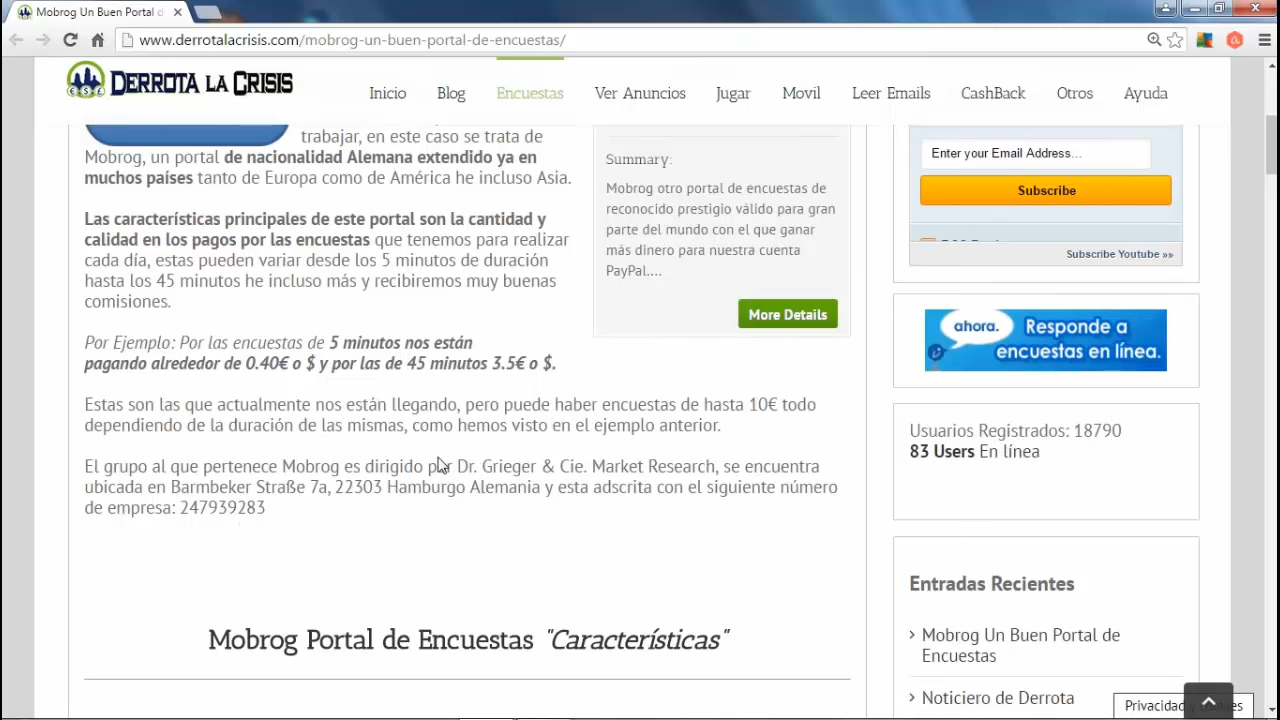 Mobrog Un Buen Portal d
www.derrotalacrisis.com/mobrog-un-buen-portal-de-encuestas/
DERROTA LA CRISIS
Inicio
Blog
Encuestas
Ver Anuncios
Jugar
Movil
Leer Emails
CashBack
Otros
Ayuda
trabajar, en este caso se trata de
Mobrog, un portal de nacionalidad Alemana extendido ya en
muchos países tanto de Europa como de América he incluso Asia.
Las características principales de este portal son la cantidad y
calidad en los pagos por las encuestas que tenemos para realizar
cada día, estas pueden variar desde los 5 minutos de duración
hasta los 45 minutos he incluso más y recibiremos muy buenas
comisiones.
Por Ejemplo: Por las encuestas de 5 minutos nos están
pagando alrededor de 0.40€ o $ y por las de 45 minutos 3.5€ o $.
Estas son las que actualmente nos están llegando, pero puede haber encuestas de hasta 10€ todo
dependiendo de la duración de las mismas, como hemos visto en el ejemplo anterior.
El grupo al que pertenece Mobrog es dirigido por Dr. Grieger & Cie. Market Research, se encuentra
ubicada en Barmbeker Straße 7a, 22303 Hamburgo Alemania y esta adscrita con el siguiente número
de empresa: 247939283
Mobrog Portal de Encuestas "Características"
Summary:
Mobrog otro portal de encuestas de
reconocido prestigio válido para gran
parte del mundo con el que ganar
más dinero para nuestra cuenta
PayPal....
More Details
Enter your Email Address...
Subscribe
Subscribe Youtube »»
ahora.
Responde a
encuestas en línea.
Usuarios Registrados: 18790
83 Users En línea
Entradas Recientes
Mobrog Un Buen Portal de
Encuestas
Noticiero de Derrota
Privacidad y cookies